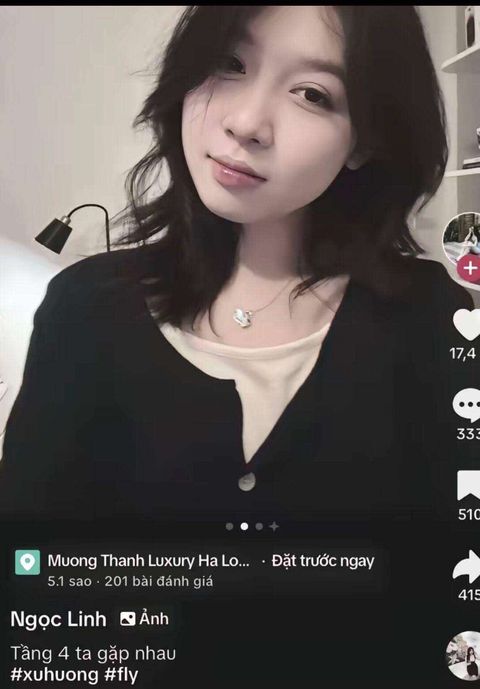 17,4
333
510
415
Muong Thanh Luxury Ha Lo... · Đặt trước ngay
5.1 sao · 201 bài đánh giá
Ngọc Linh Ảnh
Tầng 4 ta gặp nhau
#xuhuong #fly